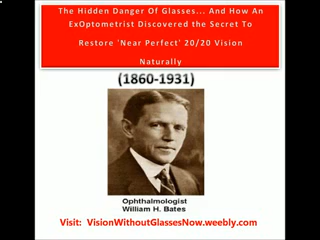 The Hidden Danger Of Glasses... And How An
ExOptometrist Discovered the Secret To
Restore 'Near Perfect' 20/20 Vision
Naturally
(1860-1931)
Ophthalmologist
William H. Bates
Visit:  VisionWithoutGlassesNow.weebly.com